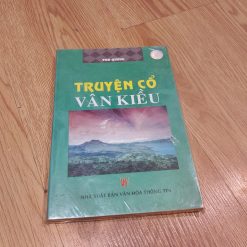 TRUYỆN CỔ
VÂN KIỀU
NHÀ XUẤT BẢN VĂN HÓA THÔNG TIN